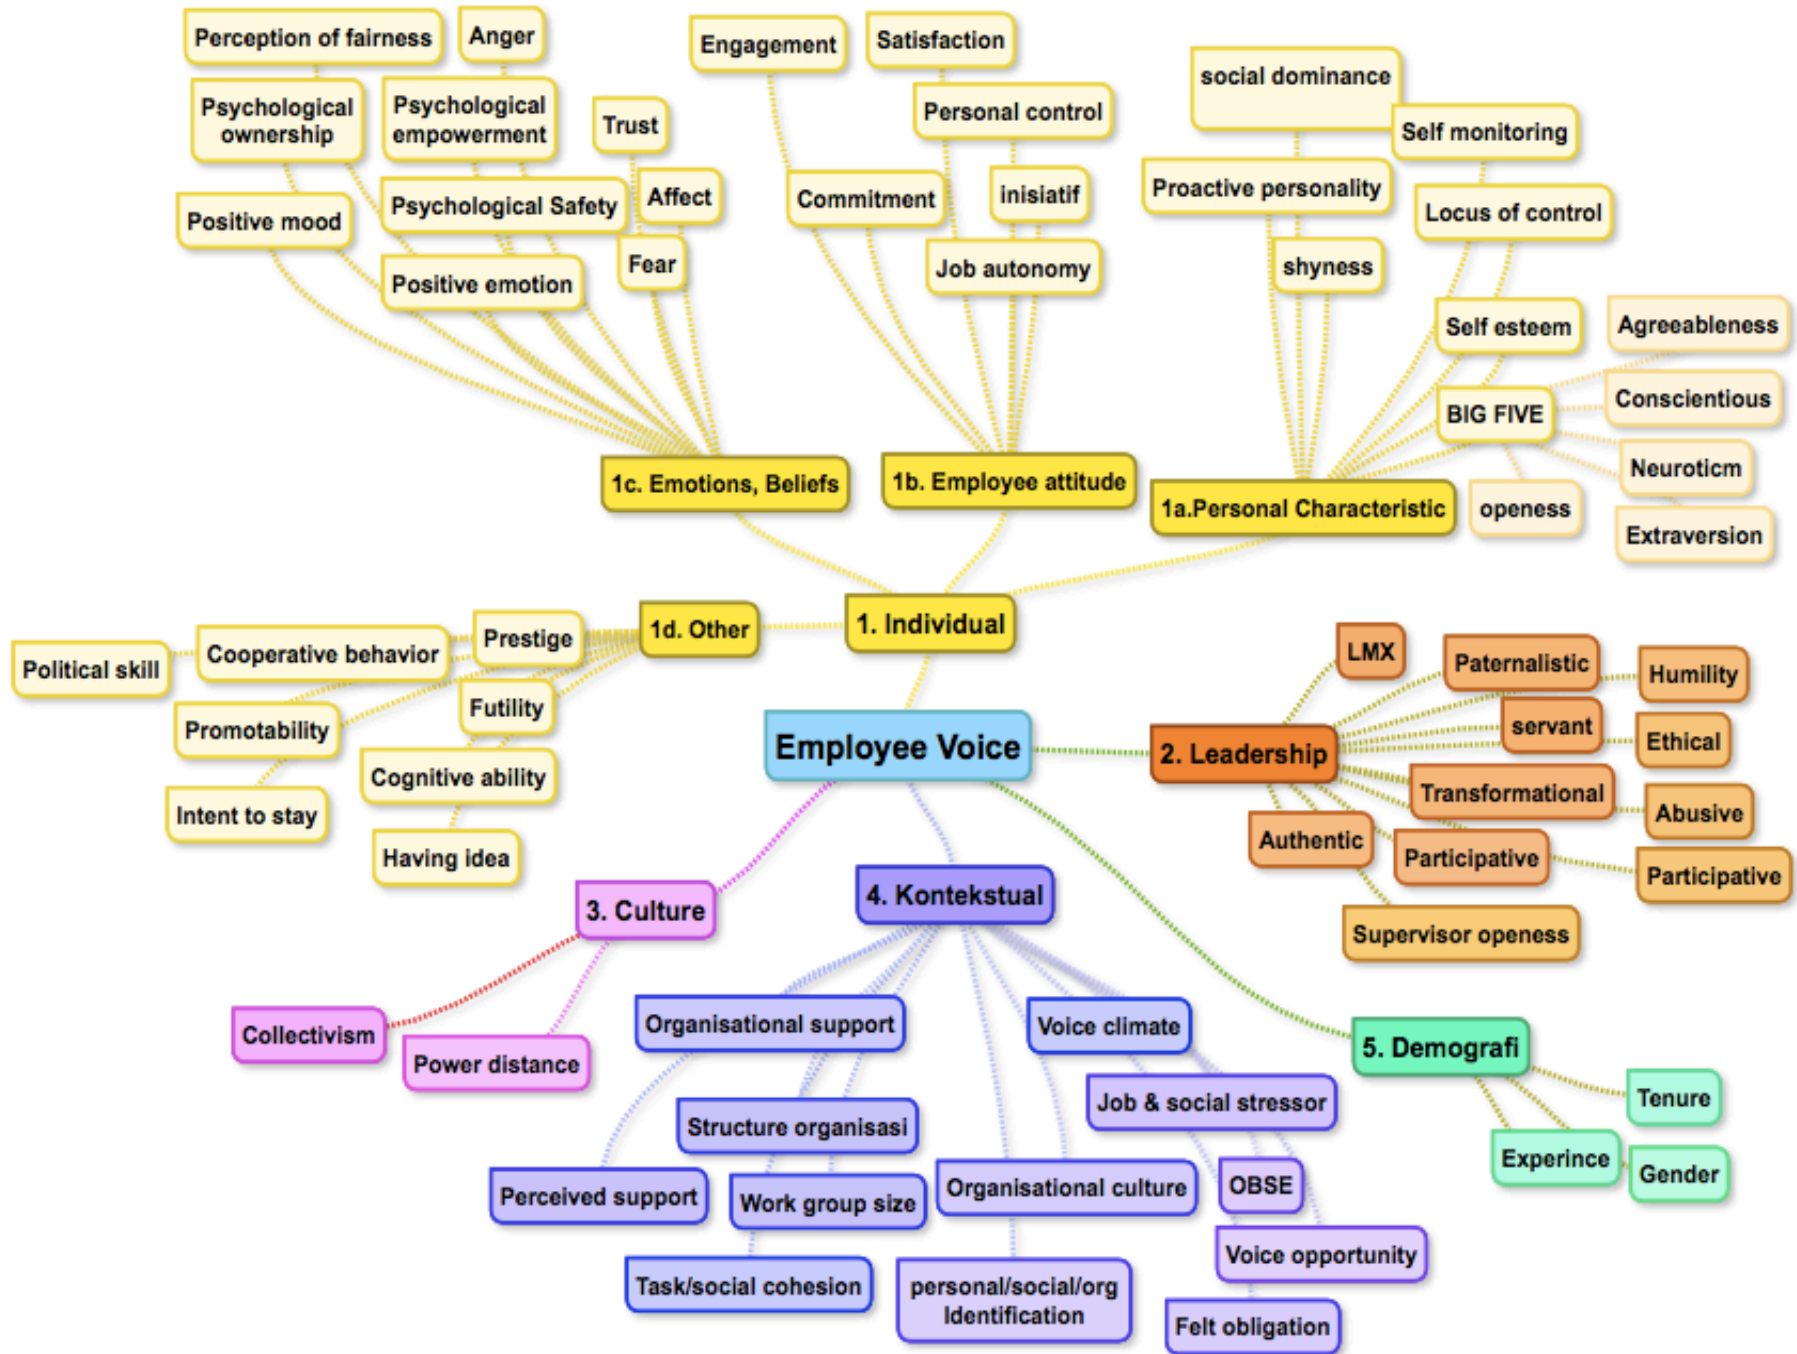 Perception of fairness
Anger
Psychological
ownership
Psychological
empowerment
Trust
Positive mood
Psychological Safety
Affect
Positive emotion
Fear
1c. Emotions, Beliefs
Engagement
Satisfaction
Personal control
Commitment
inisiatif
Job autonomy
1b. Employee attitude
social dominance
Self monitoring
Proactive personality
Locus of control
shyness
Self esteem
BIG FIVE
Agreeableness
Conscientious
Neuroticm
openess
Extraversion
1a.Personal Characteristic
1. Individual
1d. Other
Prestige
Cooperative behavior
Political skill
Futility
Promotability
Cognitive ability
Intent to stay
Having idea
Employee Voice
2. Leadership
LMX
Paternalistic
Humility
servant
Ethical
Transformational
Abusive
Authentic
Participative
Participative
Supervisor openess
3. Culture
Collectivism
Power distance
4. Kontekstual
Organisational support
Voice climate
Structure organisasi
Job & social stressor
Perceived support
Work group size
Organisational culture
OBSE
Voice opportunity
Task/social cohesion
personal/social/org
Identification
Felt obligation
5. Demografi
Tenure
Experince
Gender